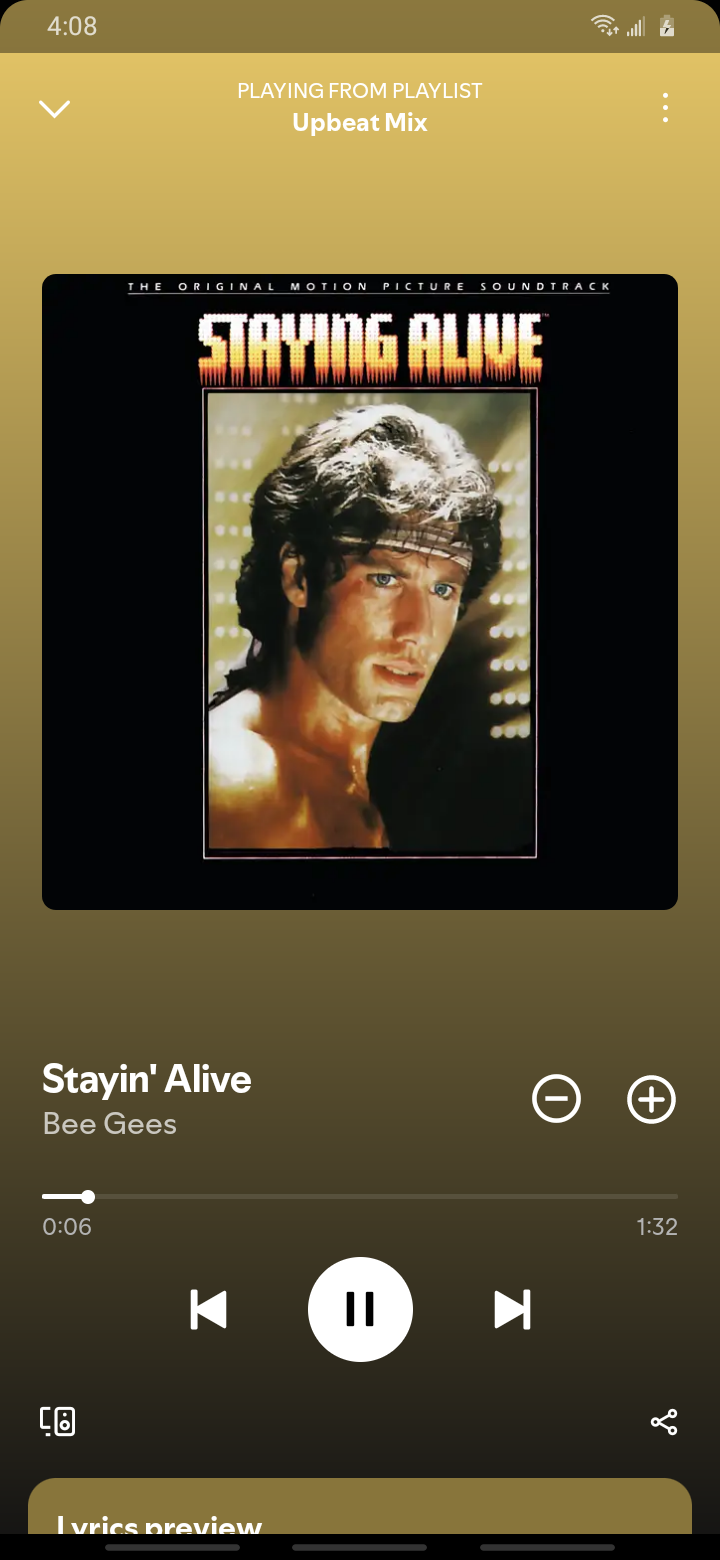 4:08
PLAYING FROM PLAYLIST
Upbeat Mix
THE ORIGINAL MOTION PICTURE SOUNDTRACK
STAYING ALIVE™
Stayin' Alive
Bee Gees
0:06
1:32
Lyrics preview